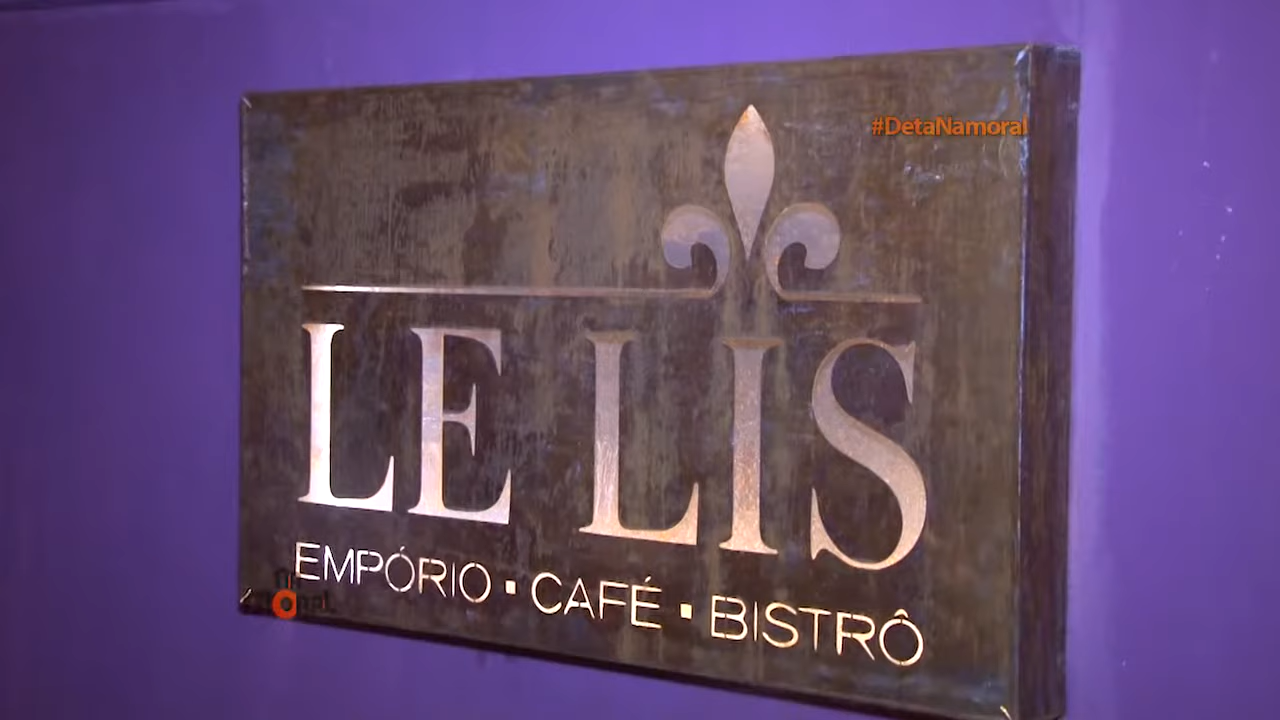 #DetaNamoral
LE LIS
EMPÓRIO ▪ CAFÉ ▪ BISTRÔ